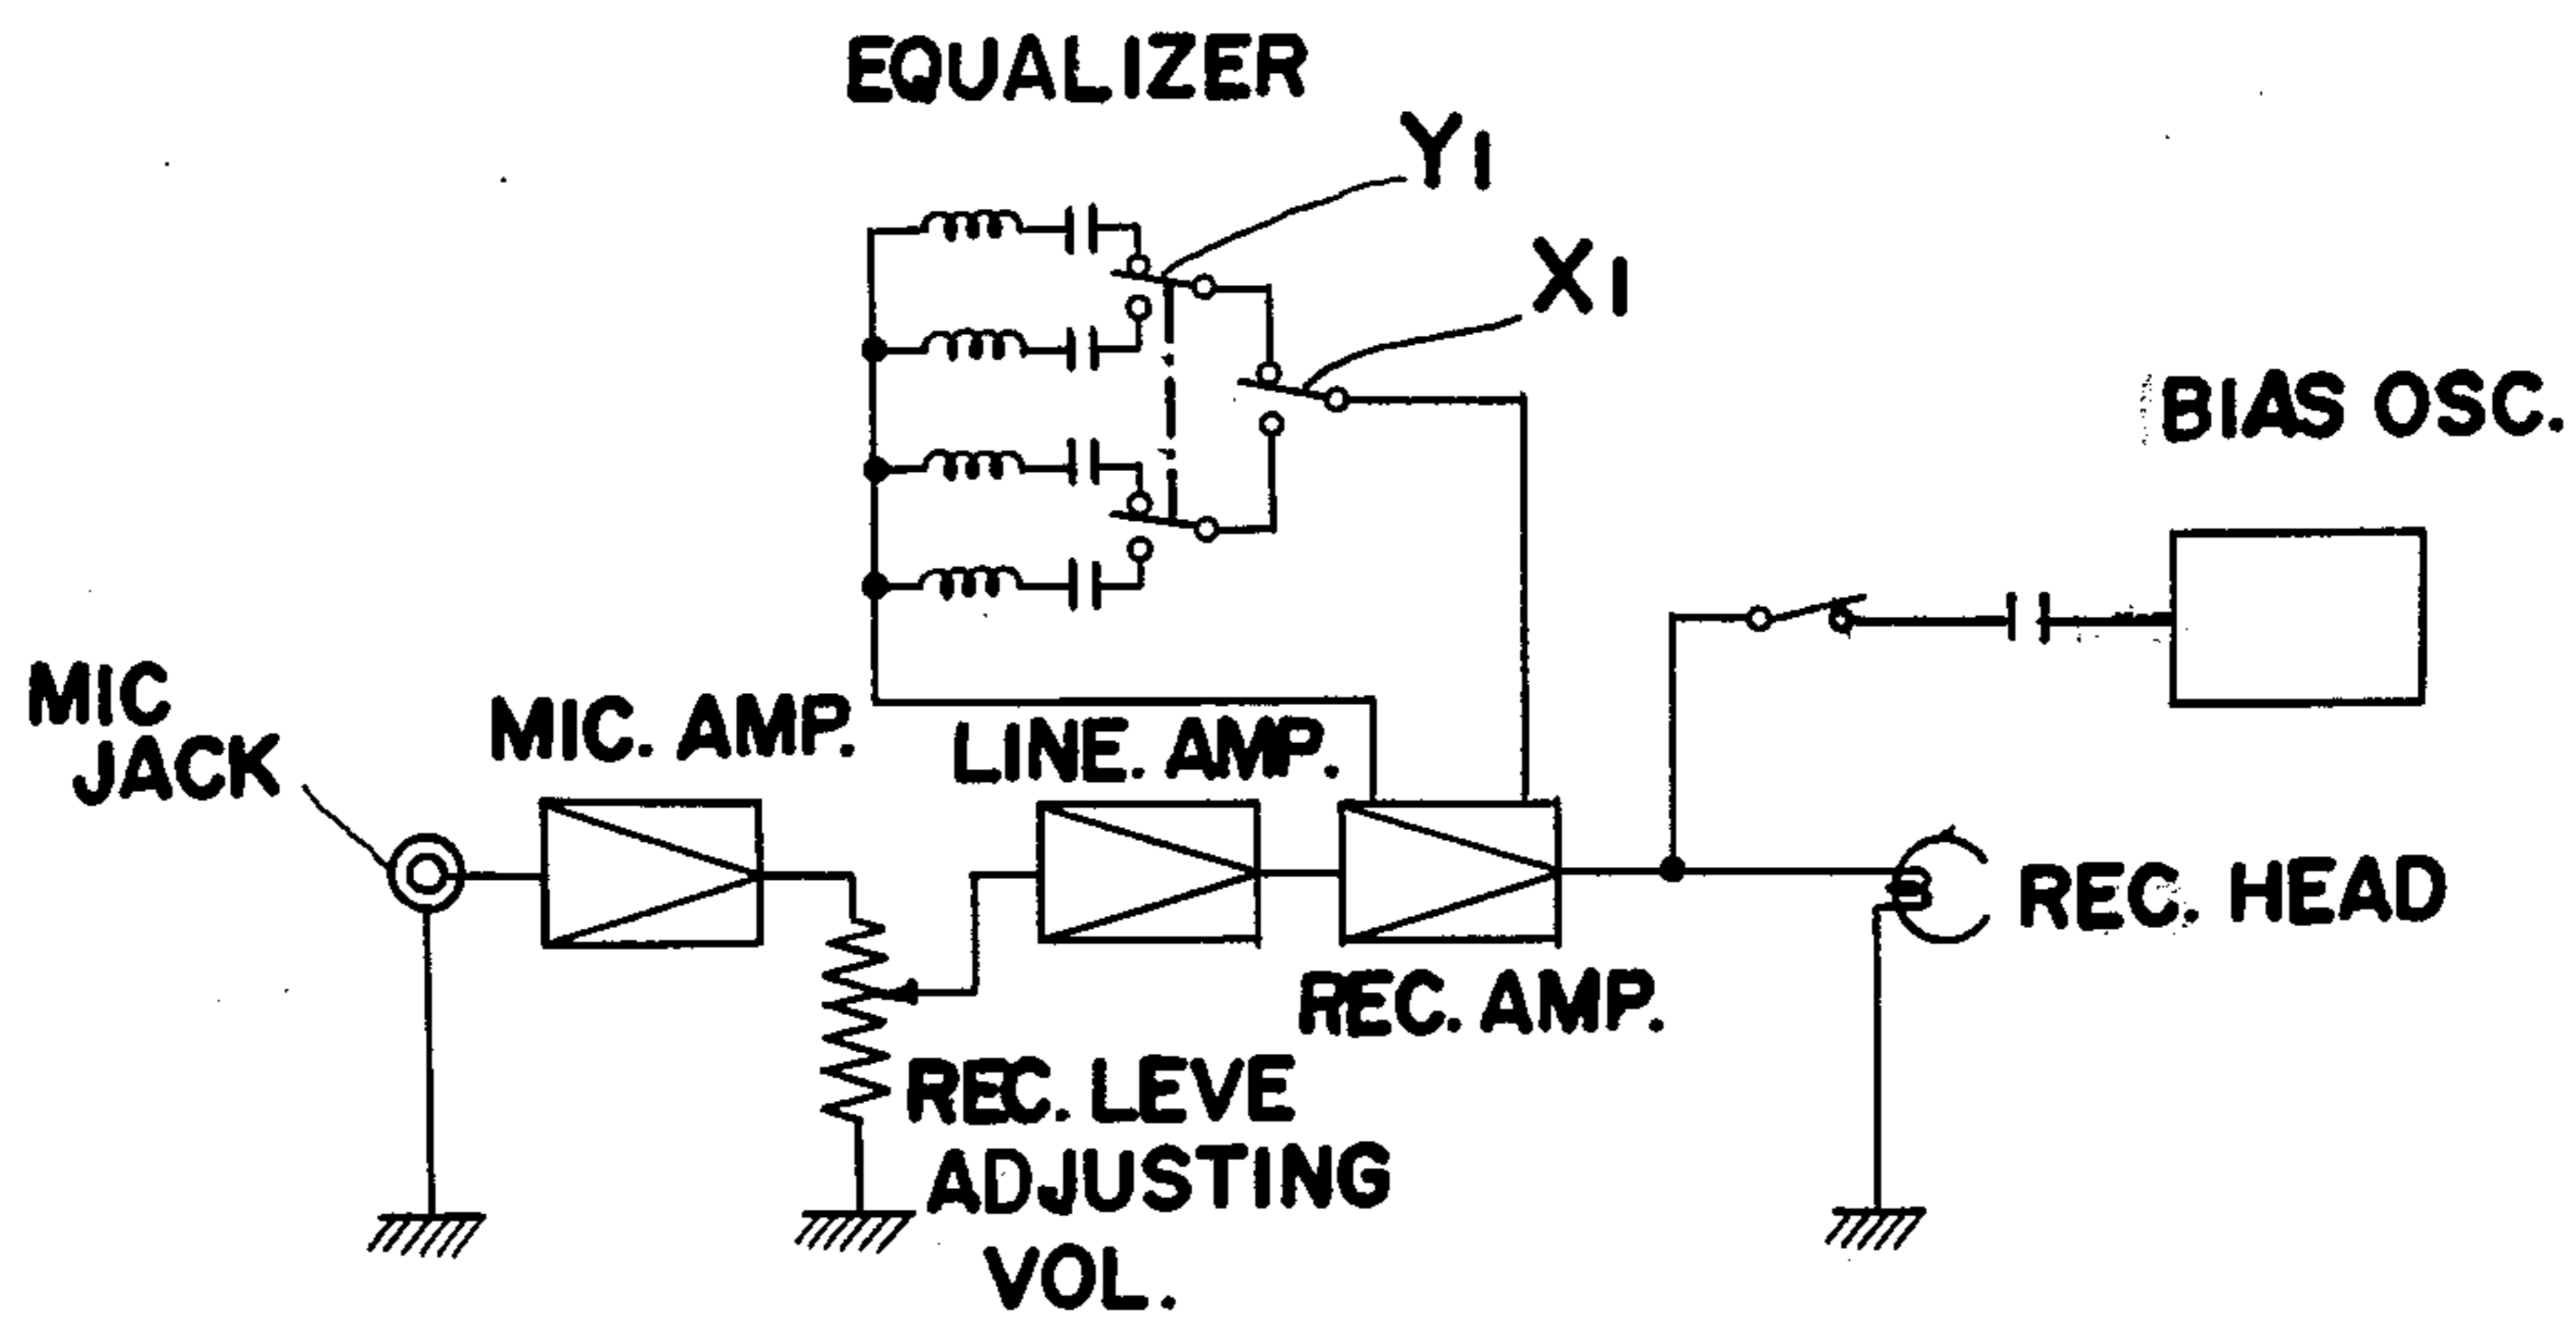 EQUALIZER
Y1
X1
BIAS OSC.
MIC
JACK
MIC. AMP.
LINE. AMP.
REC. HEAD
REC. AMP.
REC. LEVE
ADJUSTING
VOL.